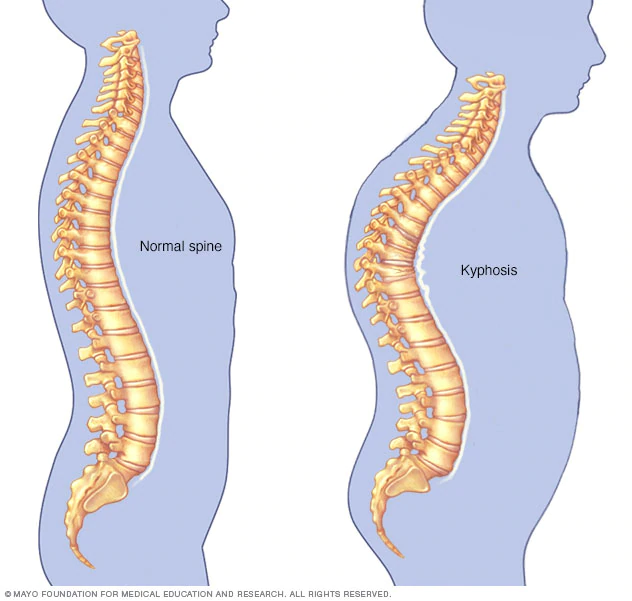 Normal spine
Kyphosis
© MAYO FOUNDATION FOR MEDICAL EDUCATION AND RESEARCH. ALL RIGHTS RESERVED.